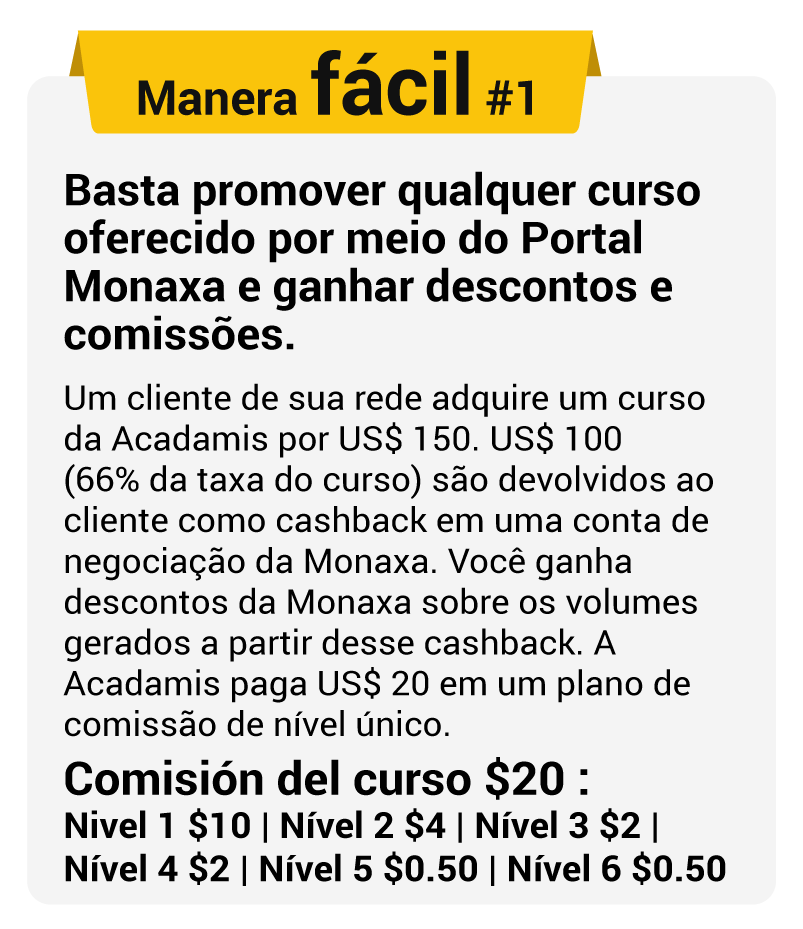 Manera fácil #1
Basta promover qualquer curso
oferecido por meio do Portal
Monaxa e ganhar descontos e
comissões.
Um cliente de sua rede adquire um curso
da Acadamis por US$ 150. US$ 100
(66% da taxa do curso) são devolvidos ao
cliente como cashback em uma conta de
negociação da Monaxa. Você ganha
descontos da Monaxa sobre os volumes
gerados a partir desse cashback. A
Acadamis paga US$ 20 em um plano de
comissão de nível único.
Comisión del curso $20 :
Nivel 1 $10 | Nível 2 $4 | Nível 3 $2 |
Nível 4 $2 | Nível 5 $0.50 | Nível 6 $0.50